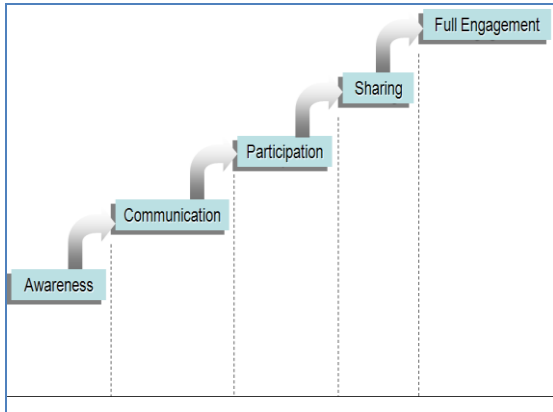 Full Engagement
Sharing
Participation
Communication
Awareness